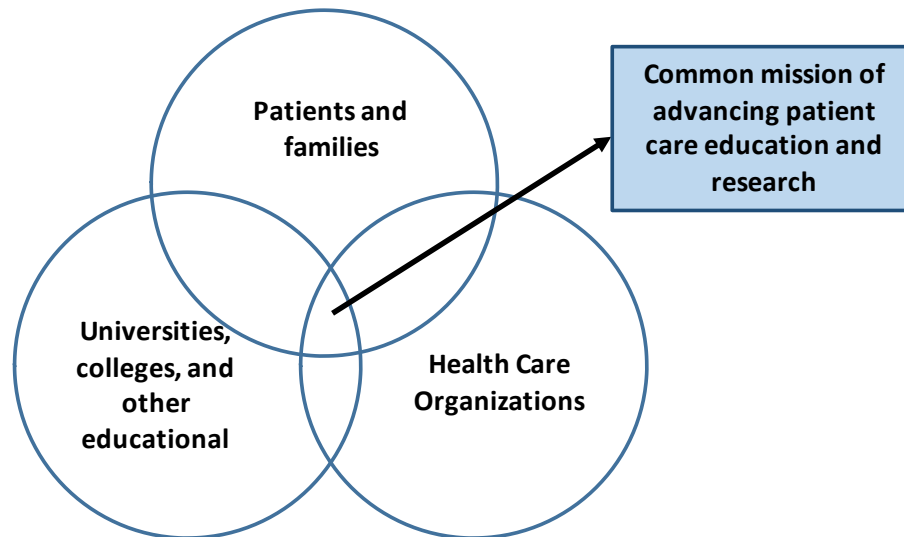 Patients and
families
Common mission of
advancing patient
care education and
research
Universities,
colleges, and
other
educational
Health Care
Organizations